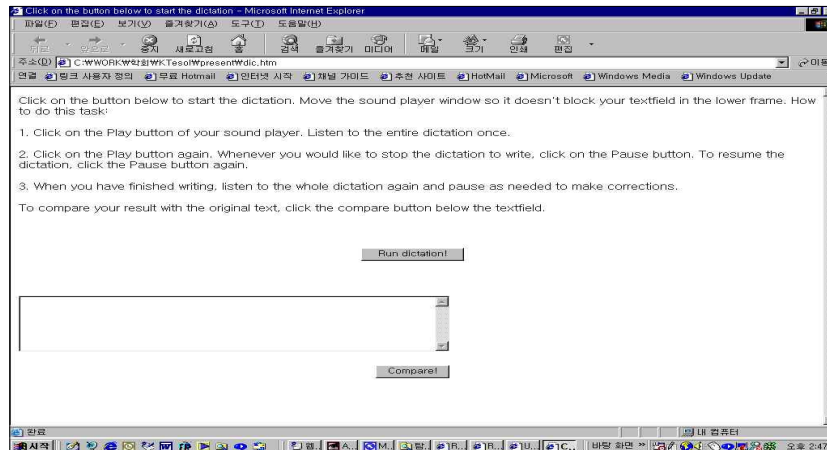 Click on the button below to start the dictation - Microsoft Internet Explorer
파일(F) 편집(E) 보기(V) 즐겨찾기(A) 도구(T) 도움말(H)
뒤로 앞으로 중지 새로고침 홈 검색 즐겨찾기 미디어 메일 크기 인쇄 편집
주소(D) C:₩WORK₩학회₩KTesol₩present₩dic.htm 이동
연결 링크 사용자 정의 무료 Hotmail 인터넷 시작 채널 가이드 추천 사이트 HotMail Microsoft Windows Media Windows Update
Click on the button below to start the dictation. Move the sound player window so it doesn't block your textfield in the lower frame. How
to do this task:
1. Click on the Play button of your sound player. Listen to the entire dictation once.
2. Click on the Play button again. Whenever you would like to stop the dictation to write, click on the Pause button. To resume the
dictation, click the Pause button again.
3. When you have finished writing, listen to the whole dictation again and pause as needed to make corrections.
To compare your result with the original text, click the compare button below the textfield.
Run dictation!
Compare!
완료 내 컴퓨터
시작 웹.. A.. M.. 탐.. R.. R.. U.. C.. 바탕 화면 » 오후 2:47